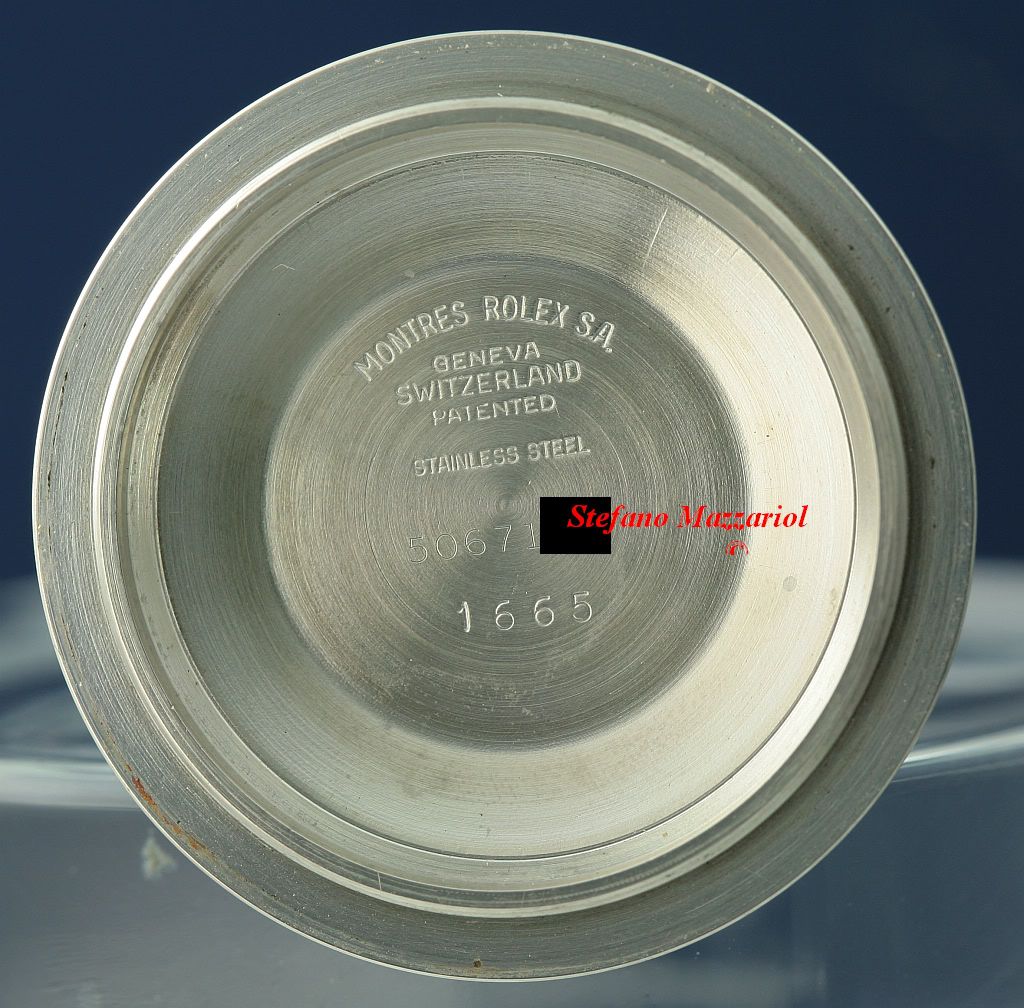 MONTRES ROLEX S.A.
GENEVA
SWITZERLAND
PATENTED
STAINLESS STEEL
Stefano Mazzariol
©
50671
1665